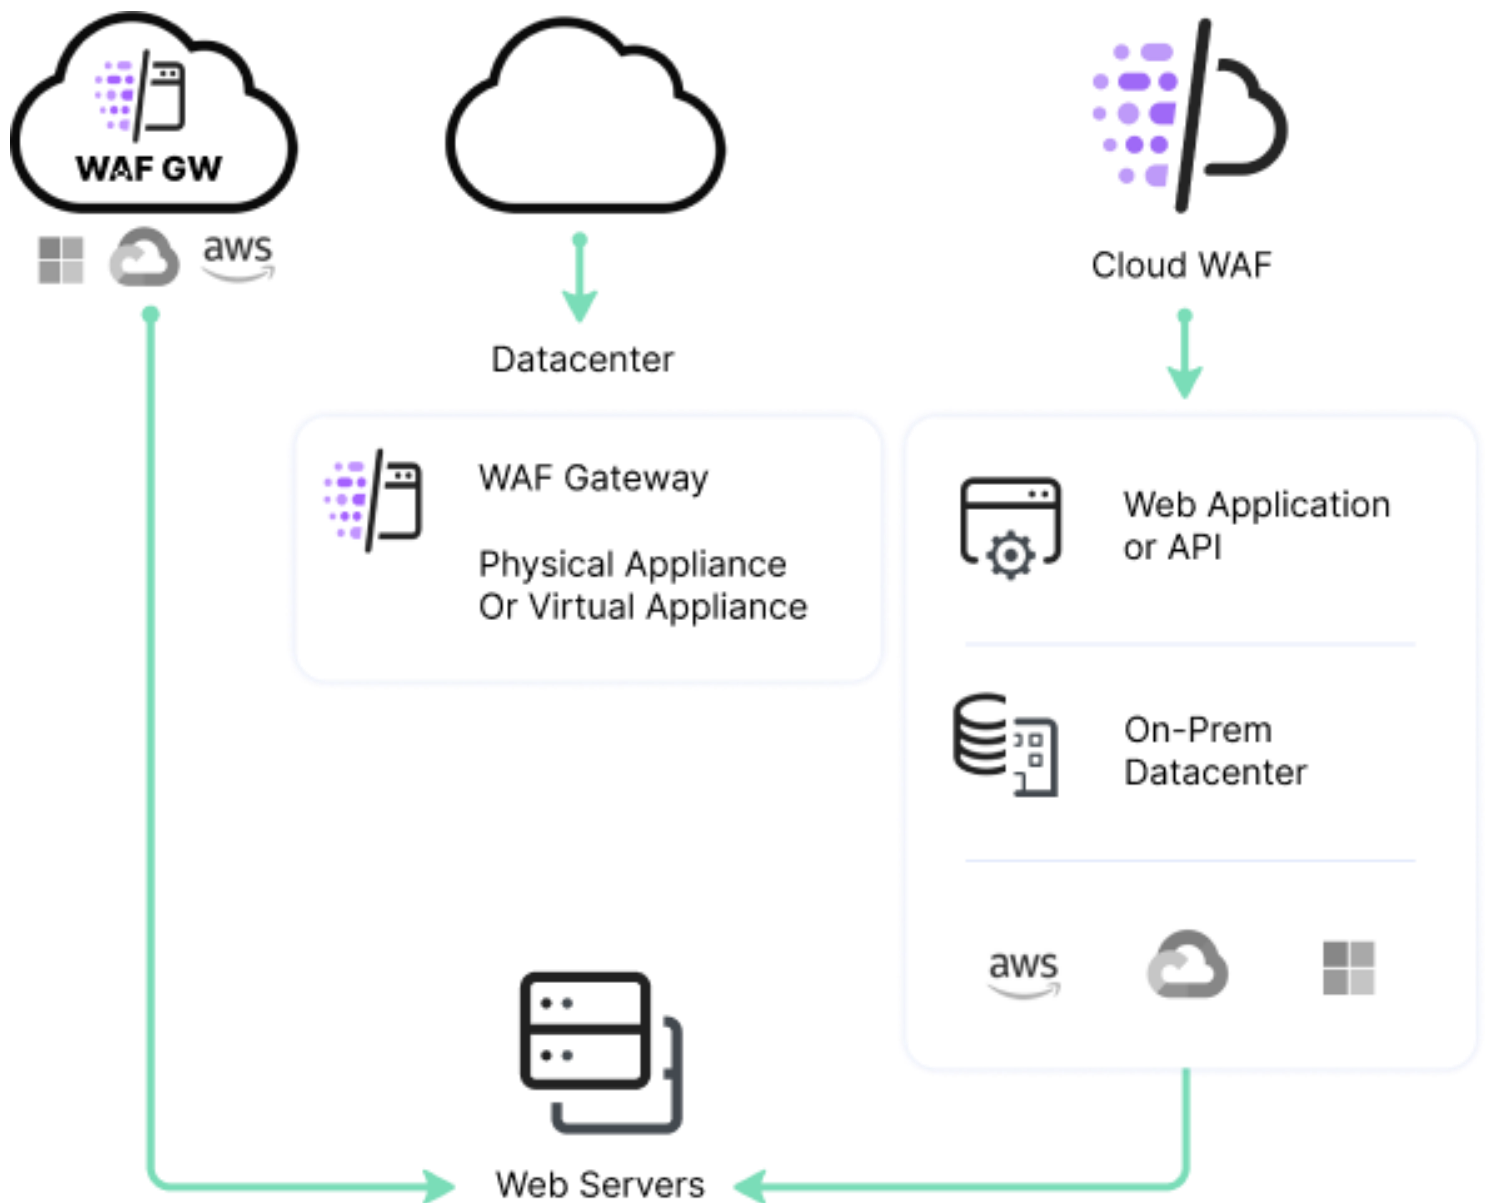 WAF GW
aws
Cloud WAF
Datacenter
WAF Gateway
Physical Appliance
Or Virtual Appliance
Web Application
or API
On-Prem
Datacenter
aws
Web Servers